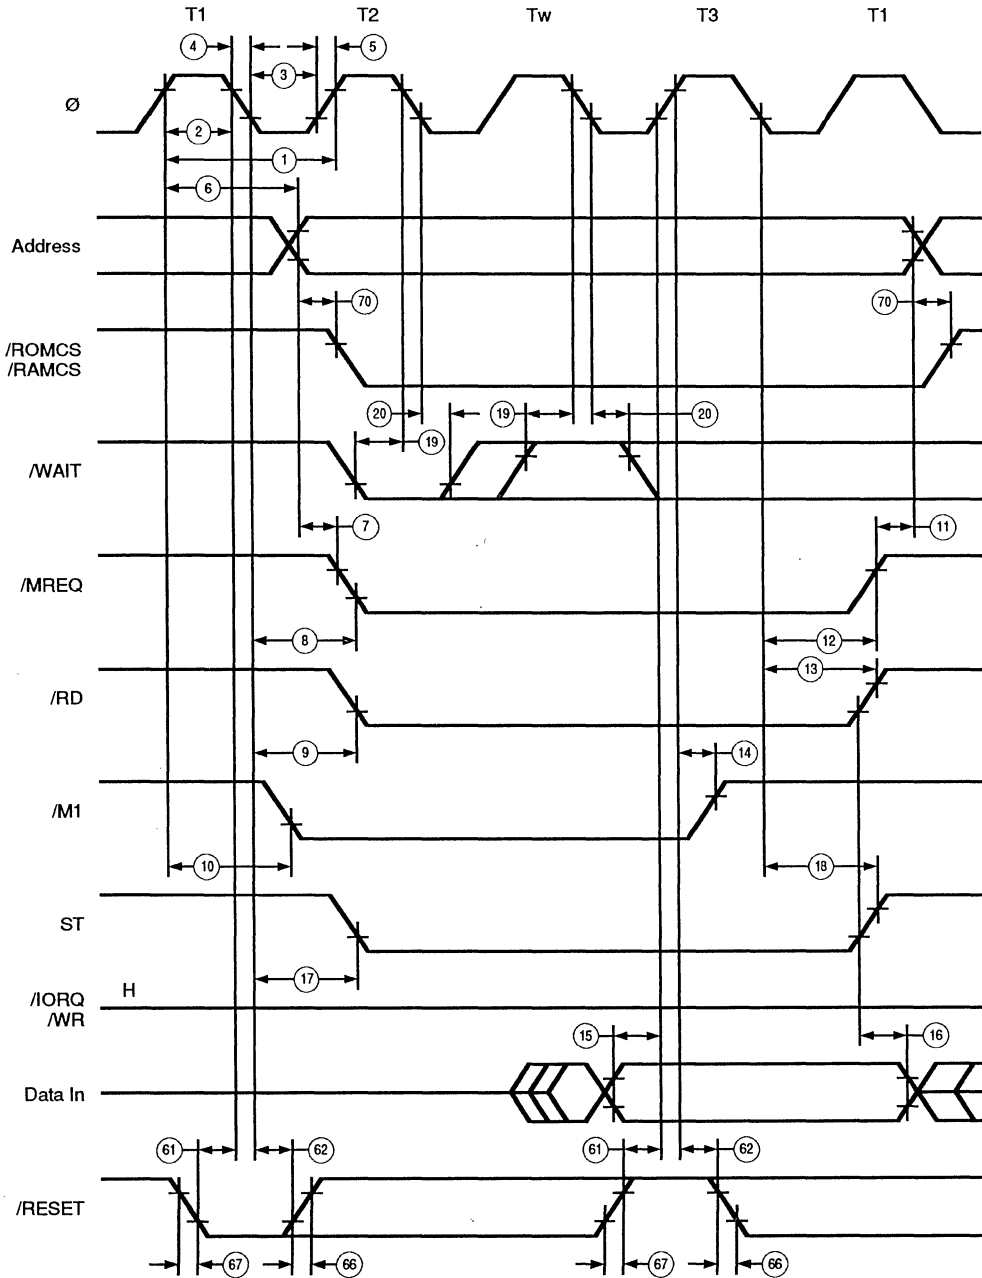 T1 T2 Tw T3 T1
4 5
3
Ø
2
1
6
Address
70 70
/ROMCS
/RAMCS
20 19 20
19
/WAIT
7 11
/MREQ
8 12
13
/RD
9 14
/M1
10 18
ST
17
H
/IORQ
/WR
15 16
Data In
61 62 61 62
/RESET
67 66 67 66